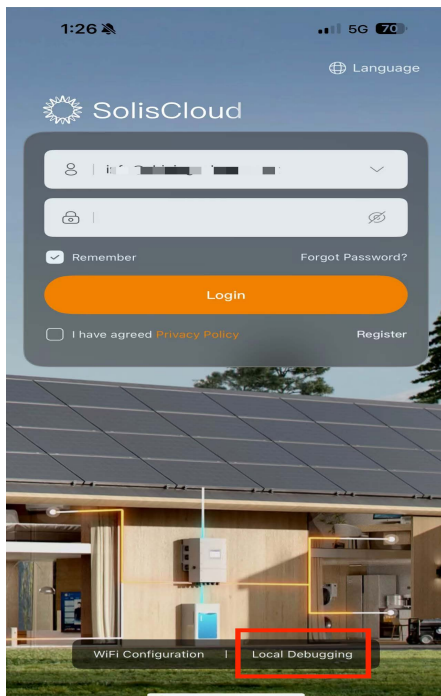 1:26
5G 70
Language
SolisCloud
Remember
Forgot Password?
Login
I have agreed Privacy Policy
Register
WiFi Configuration | Local Debugging